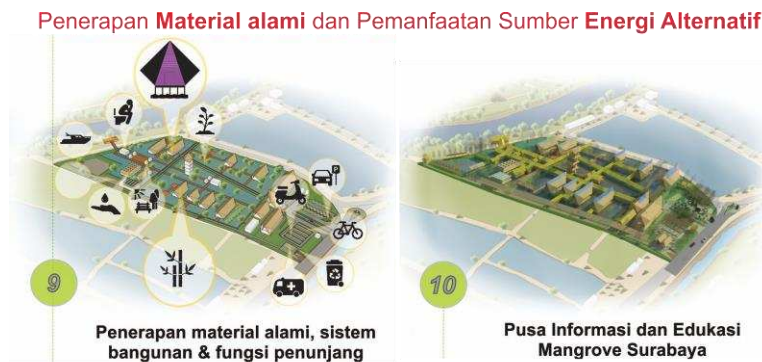 Penerapan Material alami dan Pemanfaatan Sumber Energi Alternatif
P
9
Penerapan material alami, sistem
bangunan & fungsi penunjang
10
Pusa Informasi dan Edukasi
Mangrove Surabaya